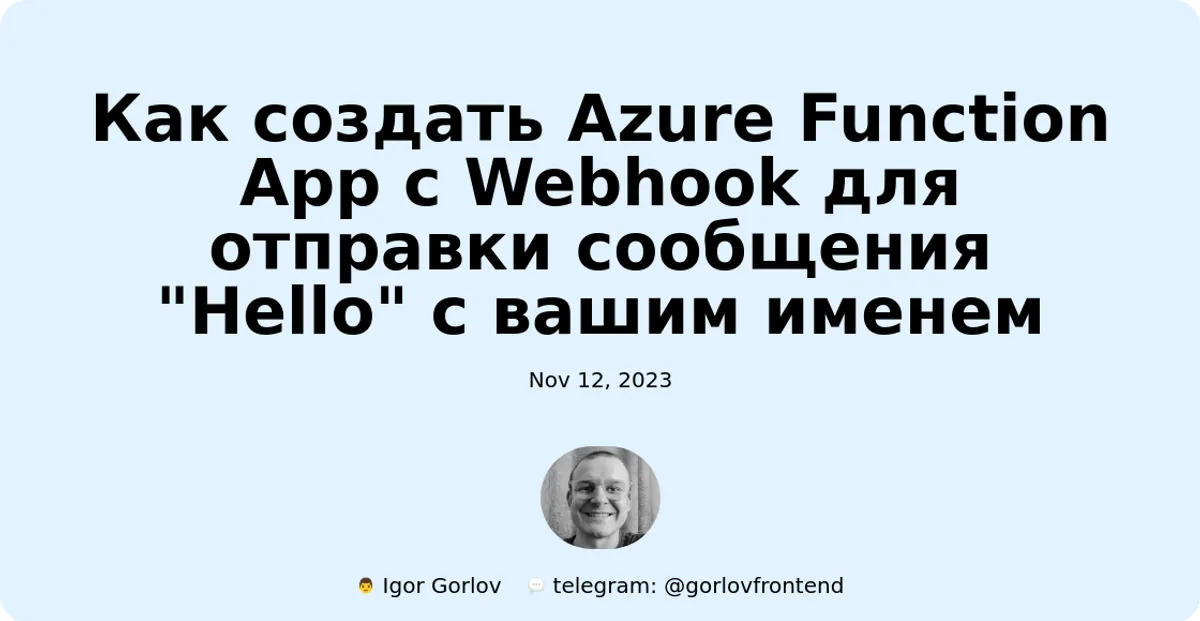 Как создать Azure Function
App с Webhook для
отправки сообщения
"Hello" с вашим именем
Nov 12, 2023
Igor Gorlov telegram: @gorlovfrontend